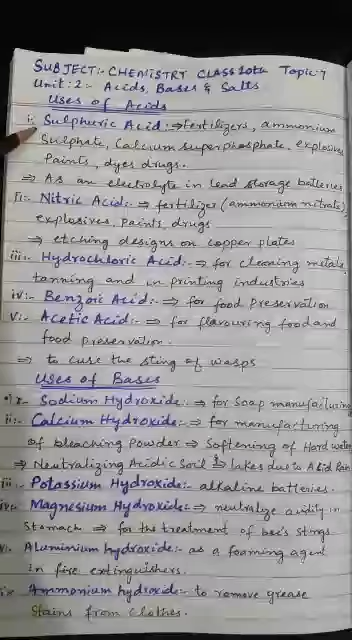 SUBJECT:- CHEMISTRY CLASS 10th Topic-7
Unit:2:- Acids, Bases & Salts
Uses of Acids
i:- Sulphuric Acid:- ⇒ Fertilizers, ammonium
Sulphate, Calcium superphosphate, explosives
Paints, dyes drugs.
⇒ As an electrolyte in lead storage batteries
ii:- Nitric Acid:- ⇒ fertilizer (ammonium nitrate),
explosives, paints, drugs
⇒ etching designs on copper plates
iii:- Hydrochloric Acid:- ⇒ for cleaning metals,
tanning and in printing industries
iv:- Benzoic Acid:- ⇒ for food preservation
v:- Acetic Acid:- ⇒ for flavouring food and
food preservation.
⇒ to cure the sting of wasps
Uses of Bases
Sodium Hydroxide:- ⇒ for soap manufacturing
ii:- Calcium Hydroxide:- ⇒ for manufacturing
of bleaching Powder ⇒ Softening of Hard water
⇒ Neutralizing Acidic Soil & lakes due to Acid Rain
iii:- Potassium Hydroxide:- alkaline batteries.
iv:- Magnesium Hydroxide:- ⇒ neutralize acidity in
Stomach ⇒ for the treatment of bee's stings
v:- Aluminium hydroxide:- as a foaming agent
in fire extinguishers.
Ammonium hydroxide:- to remove grease
Stains from clothes.